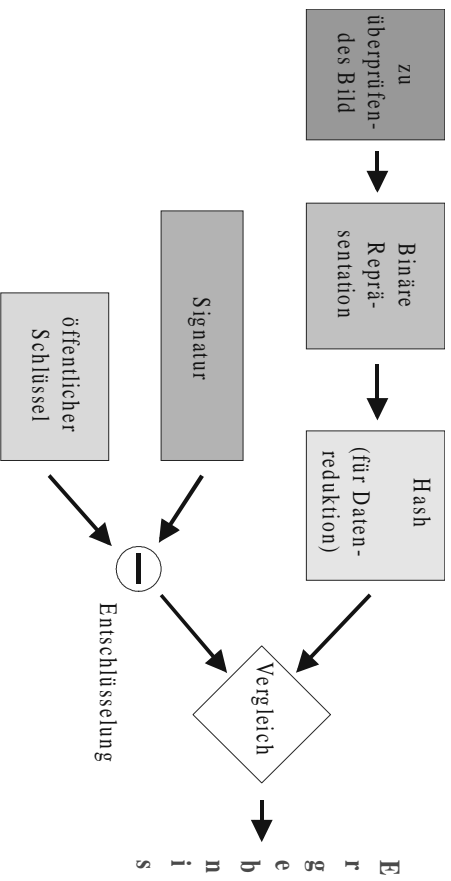 zu
überprüfen-
des Bild
Binäre
Reprä-
sentation
Hash
(für Daten-
reduktion)
Signatur
öffentlicher
Schlüssel
Entschlüsselung
Vergleich
Ergebnis